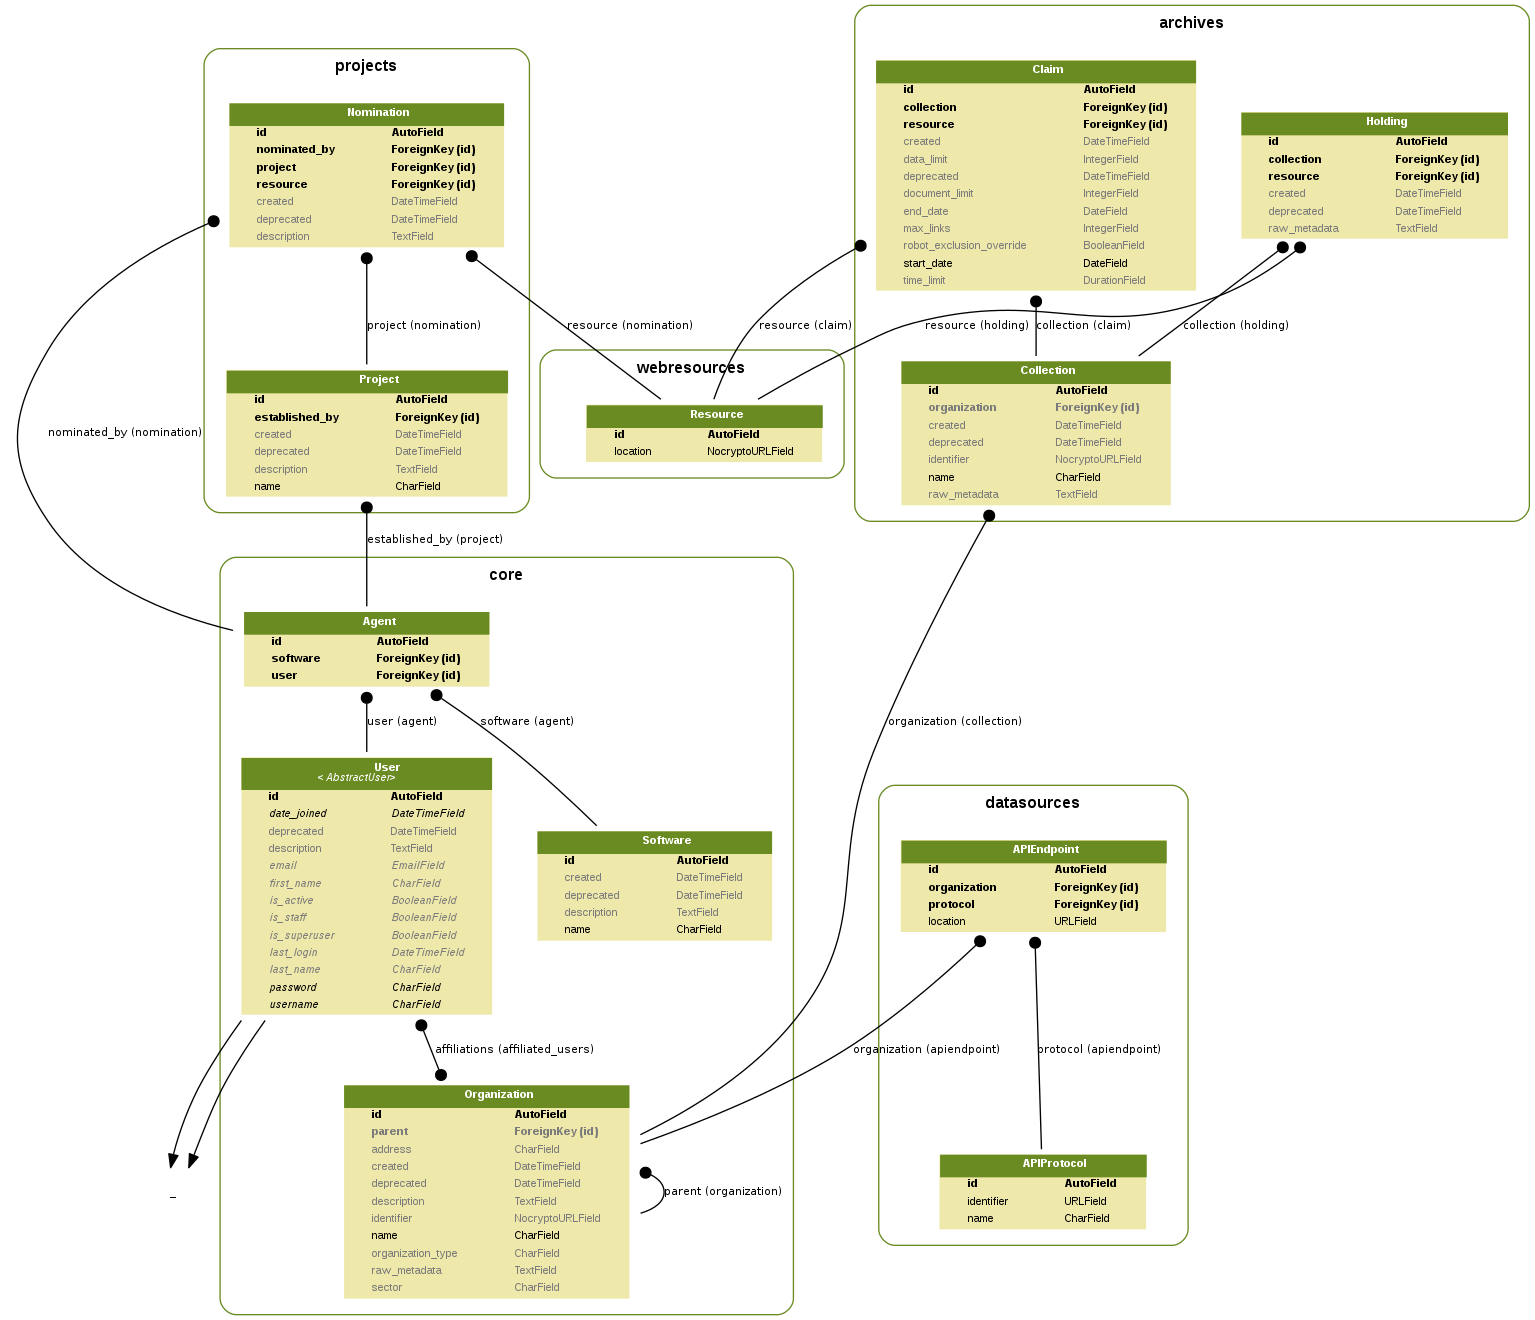 archives
Claim
id AutoField
collection ForeignKey (id)
resource ForeignKey (id)
created DateTimeField
data_limit IntegerField
deprecated DateTimeField
document_limit IntegerField
end_date DateField
max_links IntegerField
robot_exclusion_override BooleanField
start_date DateField
time_limit DurationField
Holding
id AutoField
collection ForeignKey (id)
resource ForeignKey (id)
created DateTimeField
deprecated DateTimeField
raw_metadata TextField
projects
Nomination
id AutoField
nominated_by ForeignKey (id)
project ForeignKey (id)
resource ForeignKey (id)
created DateTimeField
deprecated DateTimeField
description TextField
project (nomination)
resource (nomination)
resource (claim)
resource (holding)
collection (claim)
collection (holding)
nominated_by (nomination)
Project
id AutoField
established_by ForeignKey (id)
created DateTimeField
deprecated DateTimeField
description TextField
name CharField
webresources
Resource
id AutoField
location NocryptoURLField
Collection
id AutoField
organization ForeignKey (id)
created DateTimeField
deprecated DateTimeField
identifier NocryptoURLField
name CharField
raw_metadata TextField
established_by (project)
core
Agent
id AutoField
software ForeignKey (id)
user ForeignKey (id)
user (agent)
software (agent)
organization (collection)
User
< AbstractUser>
id AutoField
date_joined DateTimeField
deprecated DateTimeField
description TextField
email EmailField
first_name CharField
is_active BooleanField
is_staff BooleanField
is_superuser BooleanField
last_login DateTimeField
last_name CharField
password CharField
username CharField
Software
id AutoField
created DateTimeField
deprecated DateTimeField
description TextField
name CharField
datasources
APIEndpoint
id AutoField
organization ForeignKey (id)
protocol ForeignKey (id)
location URLField
affiliations (affiliated_users)
organization (apiendpoint)
protocol (apiendpoint)
Organization
id AutoField
parent ForeignKey (id)
address CharField
created DateTimeField
deprecated DateTimeField
description TextField
identifier NocryptoURLField
name CharField
organization_type CharField
raw_metadata TextField
sector CharField
parent (organization)
_
APIProtocol
id AutoField
identifier URLField
name CharField